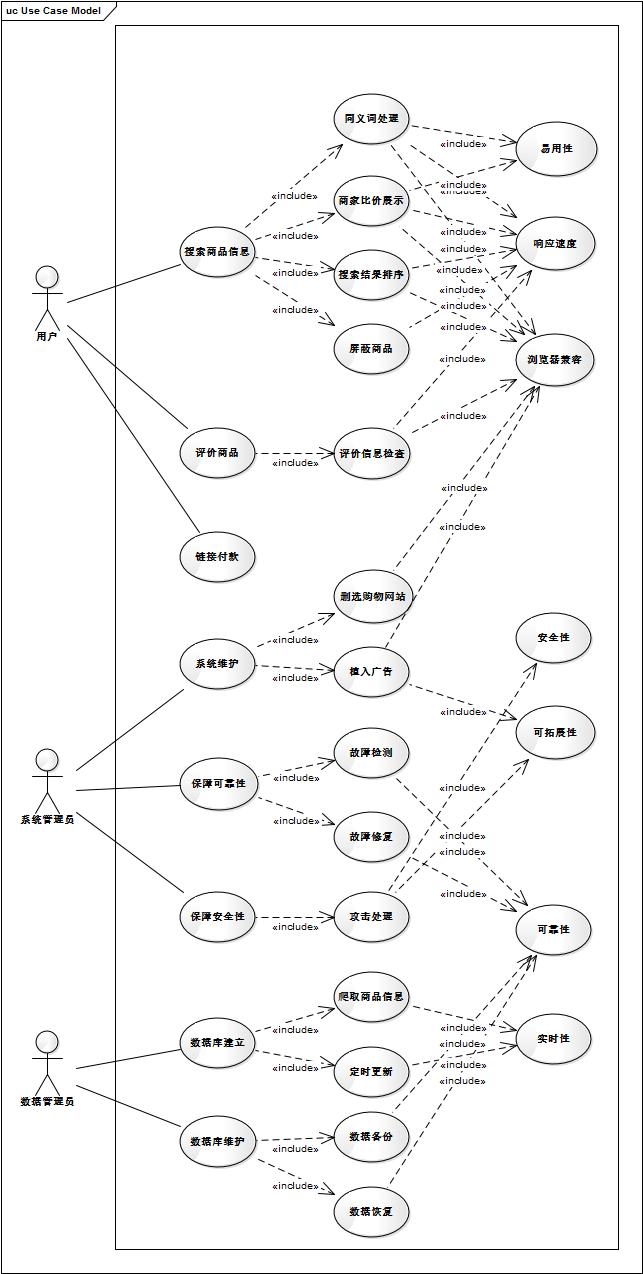 uc Use Case Model
同义词处理
易用性
«include»
«include»
«include»
«include»
商家比价展示
«include»
«include»
响应速度
搜索商品信息
«include»
«include»
«include»
搜索结果排序
«include»
«include»
«include»
«include»
用户
屏蔽商品
«include»
浏览器兼容
«include»
评价商品
«include»
评价信息检查
«include»
«include»
链接付款
删选购物网站
«include»
安全性
系统维护
«include»
植入广告
«include»
可拓展性
故障检测
«include»
保障可靠性
«include»
系统管理员
«include»
故障修复
«include»
«include»
«include»
保障安全性
«include»
攻击处理
可靠性
爬取商品信息
«include»
«include»
数据库建立
«include»
实时性
«include»
定时更新
«include»
数据管理员
数据库维护
«include»
数据备份
«include»
数据恢复